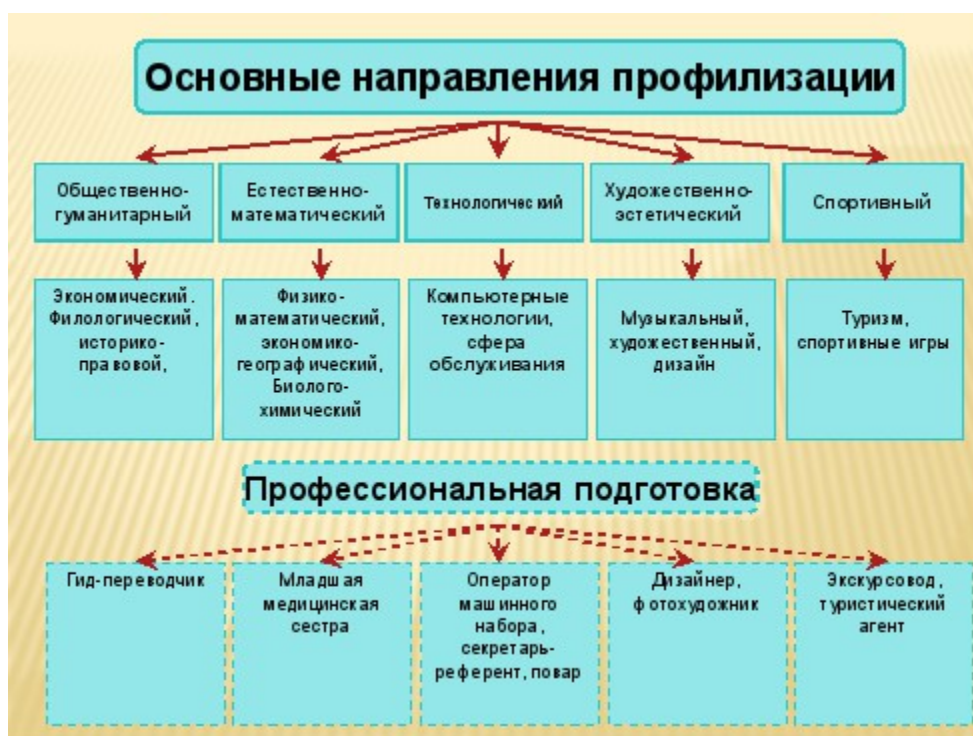 Основные направления профилизации
Общественно-
гуманитарный
Естественно-
математический
Технологический
Художественно-
эстетический
Спортивный
Экономический.
Филологический,
историко-
правовой,
Физико-
математический,
экономико-
географический,
Биолого-
химический
Компьютерные
технологии,
сфера
обслуживания
Музыкальный,
художественный,
дизайн
Туризм,
спортивные игры
Профессиональная подготовка
Гид-переводчик
Младшая
медицинская
сестра
Оператор
машинного
набора,
секретарь-
референт, повар
Дизайнер,
фотохудожник
Экскурсовод,
туристический
агент